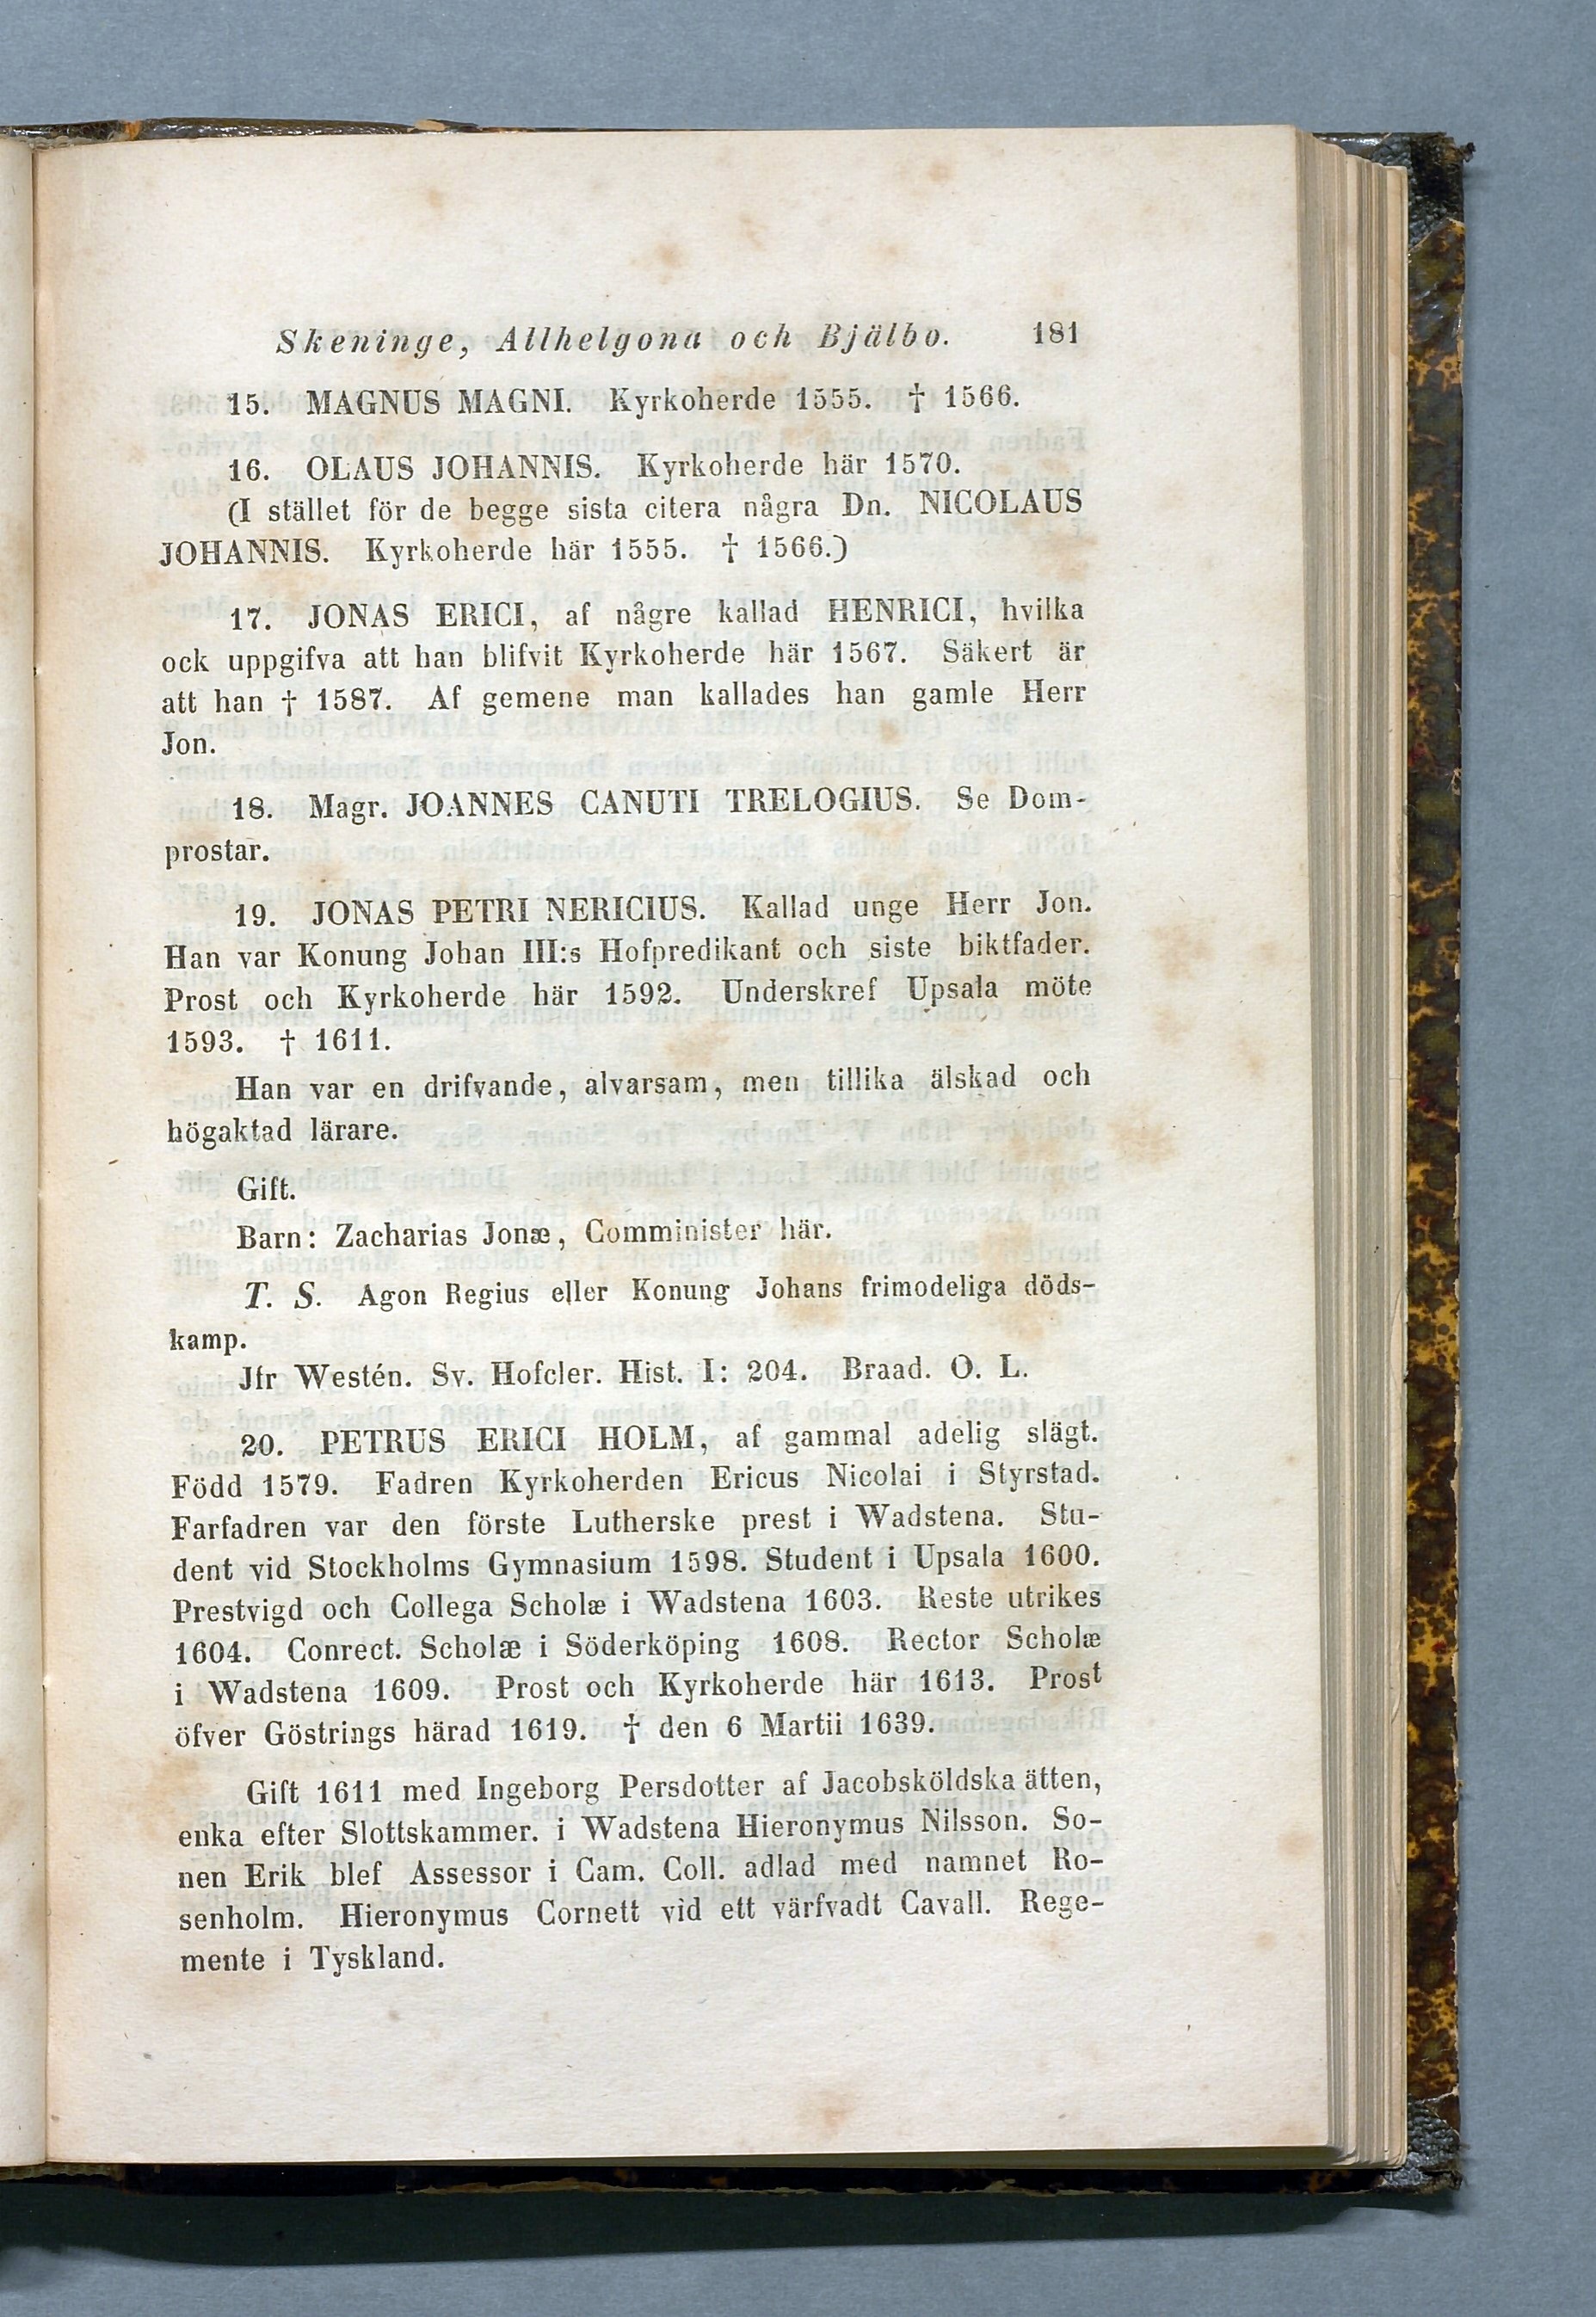 Skeninge, Allhelgona och Bjälbo. 181
15. MAGNUS MAGNI. Kyrkoherde 1555. † 1566.
16. OLAUS JOHANNIS. Kyrkoherde här 1570.
(I stället för de begge sista citera några Dn. NICOLAUS
JOHANNIS. Kyrkoherde här 1555. † 1566.)
17. JONAS ERICI, af någre kallad HENRICI, hvilka
ock uppgifva att han blifvit Kyrkoherde här 1567. Säkert är
att han † 1587. Af gemene man kallades han gamle Herr
Jon.
18. Magr. JOANNES CANUTI TRELOGIUS. Se Dom-
prostar.
19. JONAS PETRI NERICIUS. Kallad unge Herr Jon.
Han var Konung Johan III:s Hofpredikant och siste biktfader.
Prost och Kyrkoherde här 1592. Underskref Upsala möte
1593. † 1611.
Han var en drifvande, alvarsam, men tillika älskad och
högaktad lärare.
Gift.
Barn: Zacharias Jonæ, Comminister här.
T. S. Agon Regius eller Konung Johans frimodeliga döds-
kamp.
Jfr Westén. Sv. Hofcler. Hist. I: 204. Braad. O. L.
20. PETRUS ERICI HOLM, af gammal adelig slägt.
Född 1579. Fadren Kyrkoherden Ericus Nicolai i Styrstad.
Farfadren var den förste Lutherske prest i Wadstena. Stu-
dent vid Stockholms Gymnasium 1598. Student i Upsala 1600.
Prestvigd och Collega Scholæ i Wadstena 1603. Reste utrikes
1604. Conrect. Scholæ i Söderköping 1608. Rector Scholæ
i Wadstena 1609. Prost och Kyrkoherde här 1613. Prost
öfver Göstrings härad 1619. † den 6 Martii 1639.
Gift 1611 med Ingeborg Persdotter af Jacobsköldska ätten,
enka efter Slottskammer. i Wadstena Hieronymus Nilsson. So-
nen Erik blef Assessor i Cam. Coll. adlad med namnet Ro-
senholm. Hieronymus Cornett vid ett värfvadt Cavall. Rege-
mente i Tyskland.